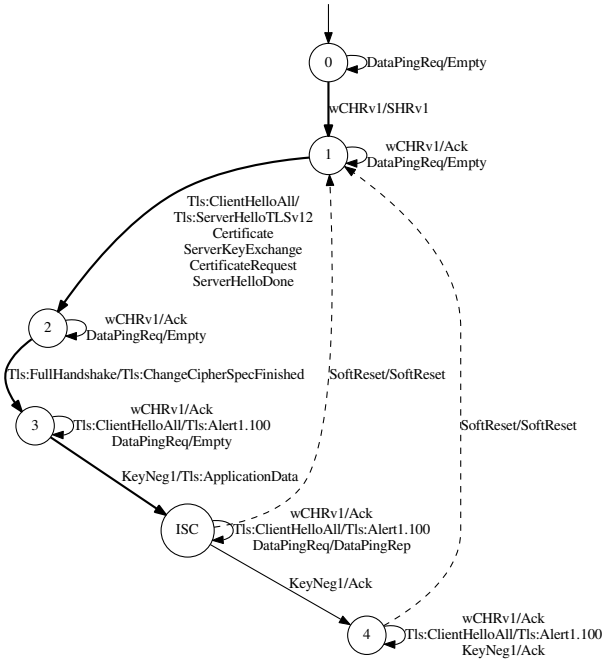 0
DataPingReq/Empty
wCHRv1/SHRv1
1
wCHRv1/Ack
DataPingReq/Empty
Tls:ClientHelloAll/
Tls:ServerHelloTLSv12
Certificate
ServerKeyExchange
CertificateRequest
ServerHelloDone
2
wCHRv1/Ack
DataPingReq/Empty
Tls:FullHandshake/Tls:ChangeCipherSpecFinished
SoftReset/SoftReset
3
wCHRv1/Ack
Tls:ClientHelloAll/Tls:Alert1.100
DataPingReq/Empty
SoftReset/SoftReset
KeyNeg1/Tls:ApplicationData
ISC
wCHRv1/Ack
Tls:ClientHelloAll/Tls:Alert1.100
DataPingReq/DataPingRep
KeyNeg1/Ack
4
wCHRv1/Ack
Tls:ClientHelloAll/Tls:Alert1.100
KeyNeg1/Ack